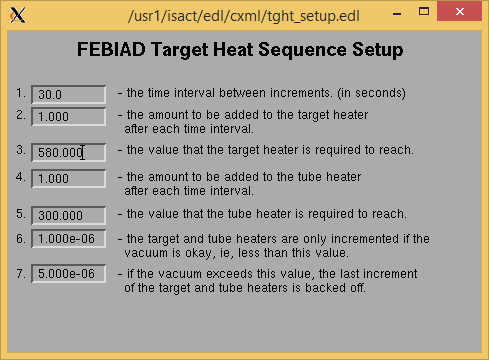 /usr1/isact/edl/cxml/tght_setup.edl
FEBIAD Target Heat Sequence Setup
1. 30.0 - the time interval between increments. (in seconds)
2. 1.000 - the amount to be added to the target heater
after each time interval.
3. 580.000 - the value that the target heater is required to reach.
4. 1.000 - the amount to be added to the tube heater
after each time interval.
5. 300.000 - the value that the tube heater is required to reach.
6. 1.000e-06 - the target and tube heaters are only incremented if the
vacuum is okay, ie, less than this value.
7. 5.000e-06 - if the vacuum exceeds this value, the last increment
of the target and tube heaters is backed off.